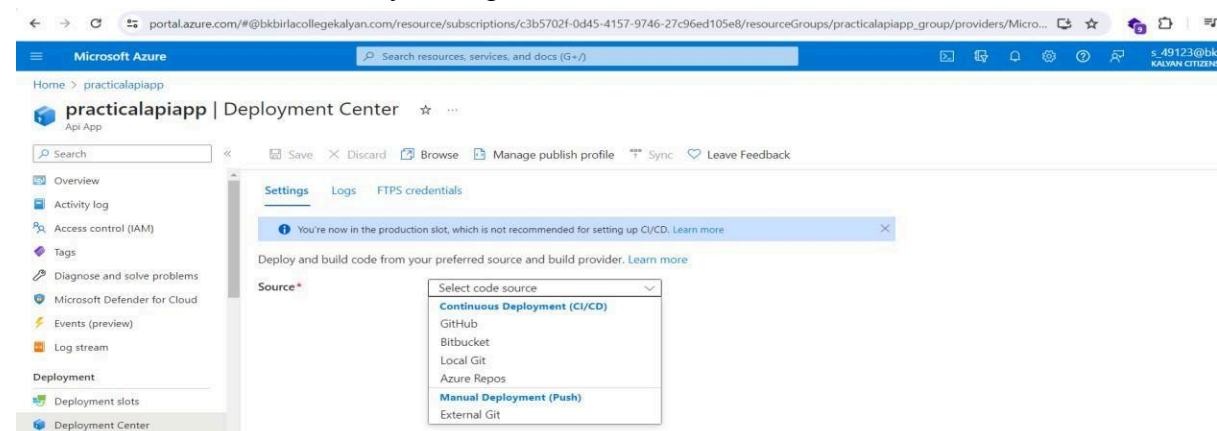 portal.azure.com/#@bkbirlacollegekalyan.com/resource/subscriptions/c3b5702f-0d45-4157-9746-27c96ed105e8/resourceGroups/practicalapiapp_group/providers/Micro...
9
Microsoft Azure
Search resources, services, and docs (G+/)
s_49123@bk
KALYAN CITIZENS
Home > practicalapiapp
practicalapiapp | Deployment Center
Api App
Search
Save
Discard
Browse
Manage publish profile
Sync
Leave Feedback
Overview
Activity log
Access control (IAM)
Tags
Diagnose and solve problems
Microsoft Defender for Cloud
Events (preview)
Log stream
Deployment
Deployment slots
Deployment Center
Settings Logs FTPS credentials
You're now in the production slot, which is not recommended for setting up CI/CD. Learn more
Deploy and build code from your preferred source and build provider. Learn more
Source*
Select code source
Continuous Deployment (CI/CD)
GitHub
Bitbucket
Local Git
Azure Repos
Manual Deployment (Push)
External Git